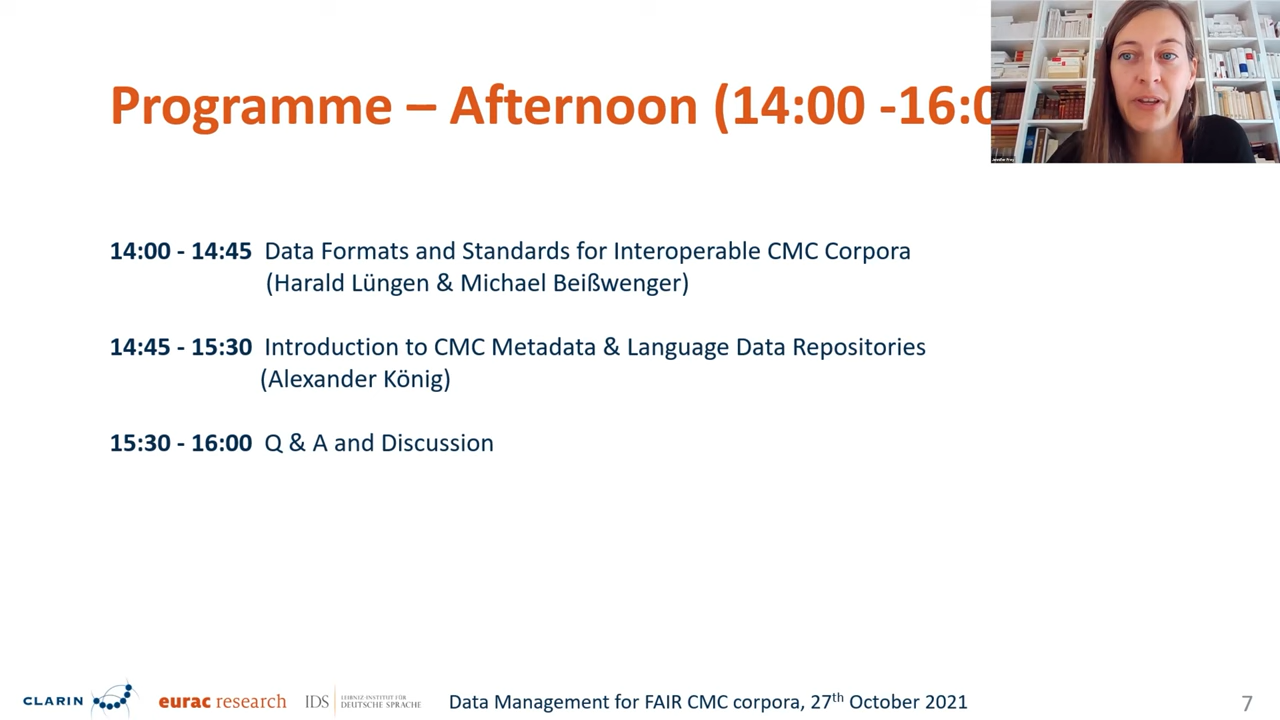 Programme – Afternoon (14:00 -16:0
14:00 - 14:45 Data Formats and Standards for Interoperable CMC Corpora
(Harald Lüngen & Michael Beißwenger)
14:45 - 15:30 Introduction to CMC Metadata & Language Data Repositories
(Alexander König)
15:30 - 16:00 Q & A and Discussion
CLARIN
eurac research
IDS
LEIBNIZ-INSTITUT FÜR
DEUTSCHE SPRACHE
Data Management for FAIR CMC corpora, 27th October 2021
7